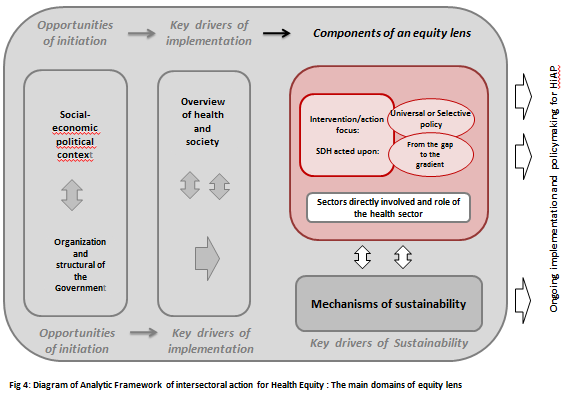 Opportunities
of initiation
Key drivers of
implementation
Components of an equity lens
Social-
economic
political
context
Organization
and
structural of
the
Government
Overview
of health
and
society
Intervention/action
focus:
SDH acted upon:
Universal or Selective
policy
From the gap
to the
gradient
Sectors directly involved and role of
the health sector
Mechanisms of sustainability
Key drivers of Sustainability
Opportunities
of initiation
Key drivers of
implementation
Ongoing implementation and policymaking for HiAP
Fig 4: Diagram of Analytic Framework of intersectoral action for Health Equity : The main domains of equity lens